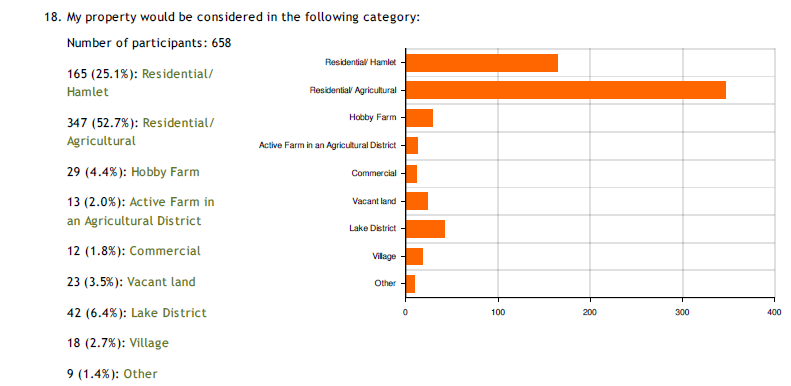 18. My property would be considered in the following category:
Number of participants: 658
165 (25.1%): Residential/
Hamlet
347 (52.7%): Residential/
Agricultural
29 (4.4%): Hobby Farm
13 (2.0%): Active Farm in
an Agricultural District
12 (1.8%): Commercial
23 (3.5%): Vacant land
42 (6.4%): Lake District
18 (2.7%): Village
9 (1.4%): Other
Residential/ Hamlet
Residential/ Agricultural
Hobby Farm
Active Farm in an Agricultural District
Commercial
Vacant land
Lake District
Village
Other
0 100 200 300 400